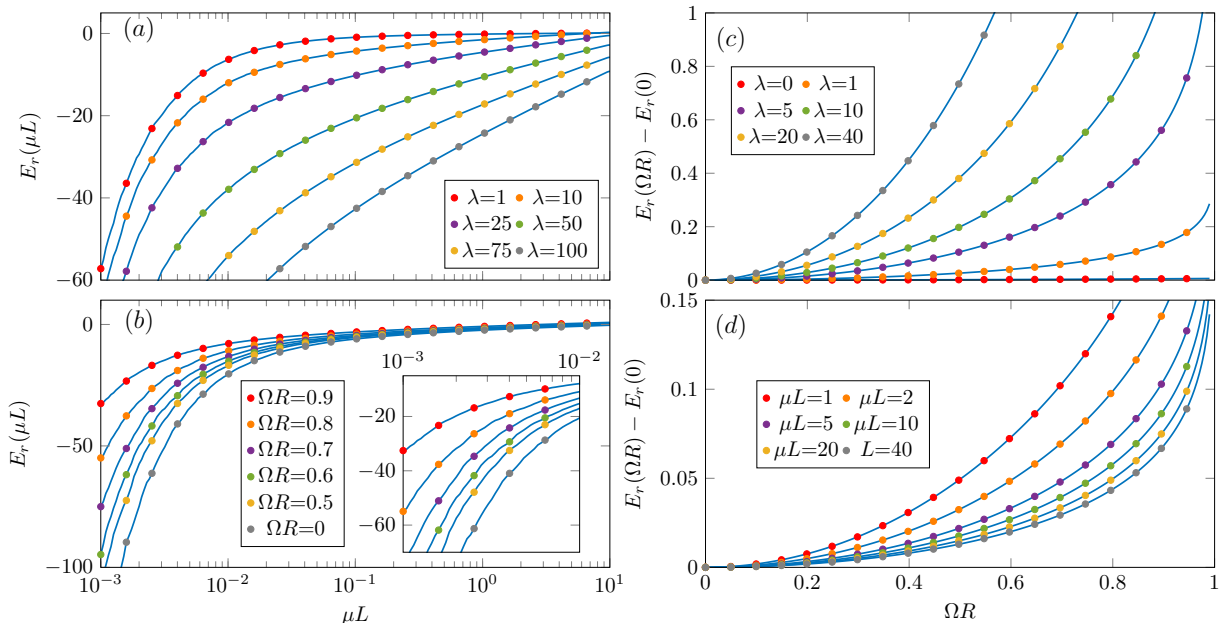 (a)
0
−20
−40
−60
E_r(μL)
λ=1 λ=10
λ=25 λ=50
λ=75 λ=100
(b)
0
−50
−100
E_r(μL)
ΩR=0.9
ΩR=0.8
ΩR=0.7
ΩR=0.6
ΩR=0.5
ΩR=0
10^−3 10^−2
−20
−40
−60
10^−3 10^−2 10^−1 10^0 10^1
μL
(c)
1
0.8
0.6
0.4
0.2
0
E_r(ΩR) − E_r(0)
λ=0 λ=1
λ=5 λ=10
λ=20 λ=40
(d)
0.15
0.1
0.05
0
E_r(ΩR) − E_r(0)
μL=1 μL=2
μL=5 μL=10
μL=20 L=40
0 0.2 0.4 0.6 0.8 1
ΩR